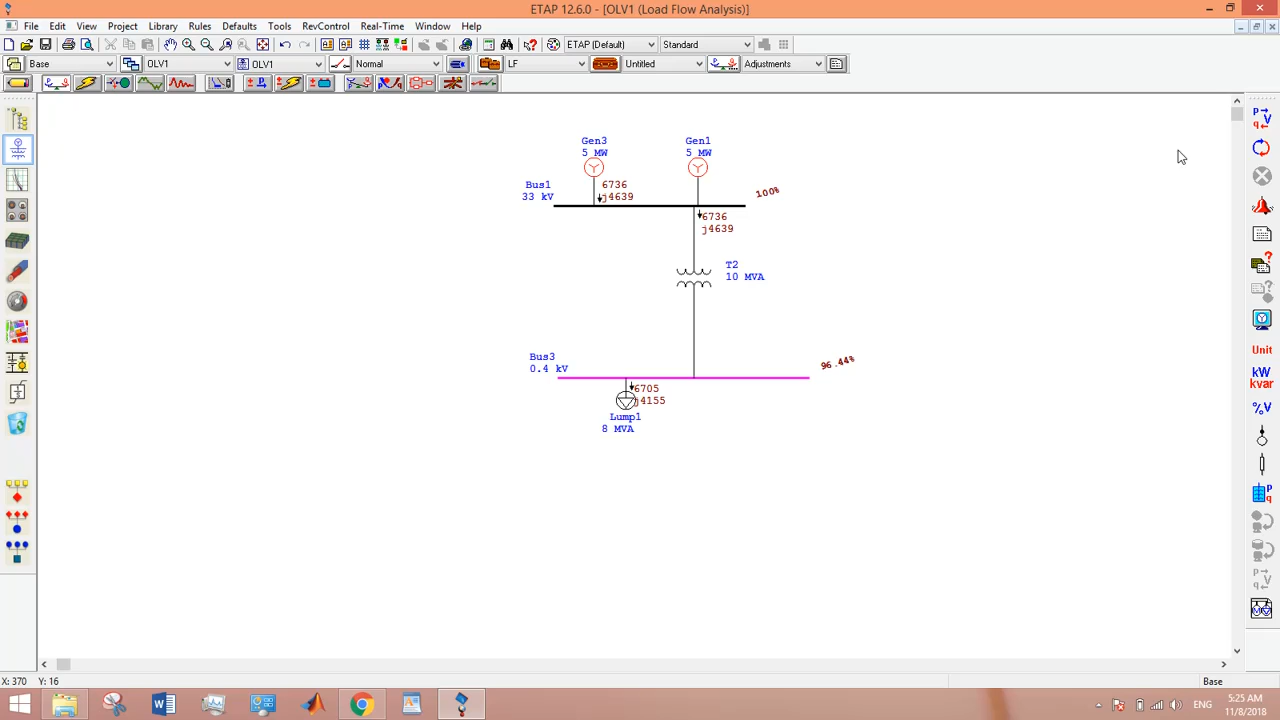 ETAP 12.6.0 - [OLV1 (Load Flow Analysis)]
File Edit View Project Library Rules Defaults Tools RevControl Real-Time Window Help
ETAP (Default) Standard
Base OLV1 OLV1 Normal LF Untitled Adjustments
Gen3 Gen1
5 MW 5 MW
Bus1 6736
33 kV j4639 100%
6736
j4639
T2
10 MVA
Bus3
0.4 kV 96.44%
6705
j4155
Lump1
8 MVA
Unit
kW
kvar
%V
X: 370 Y: 16 Base
ENG 5:25 AM
11/8/2018